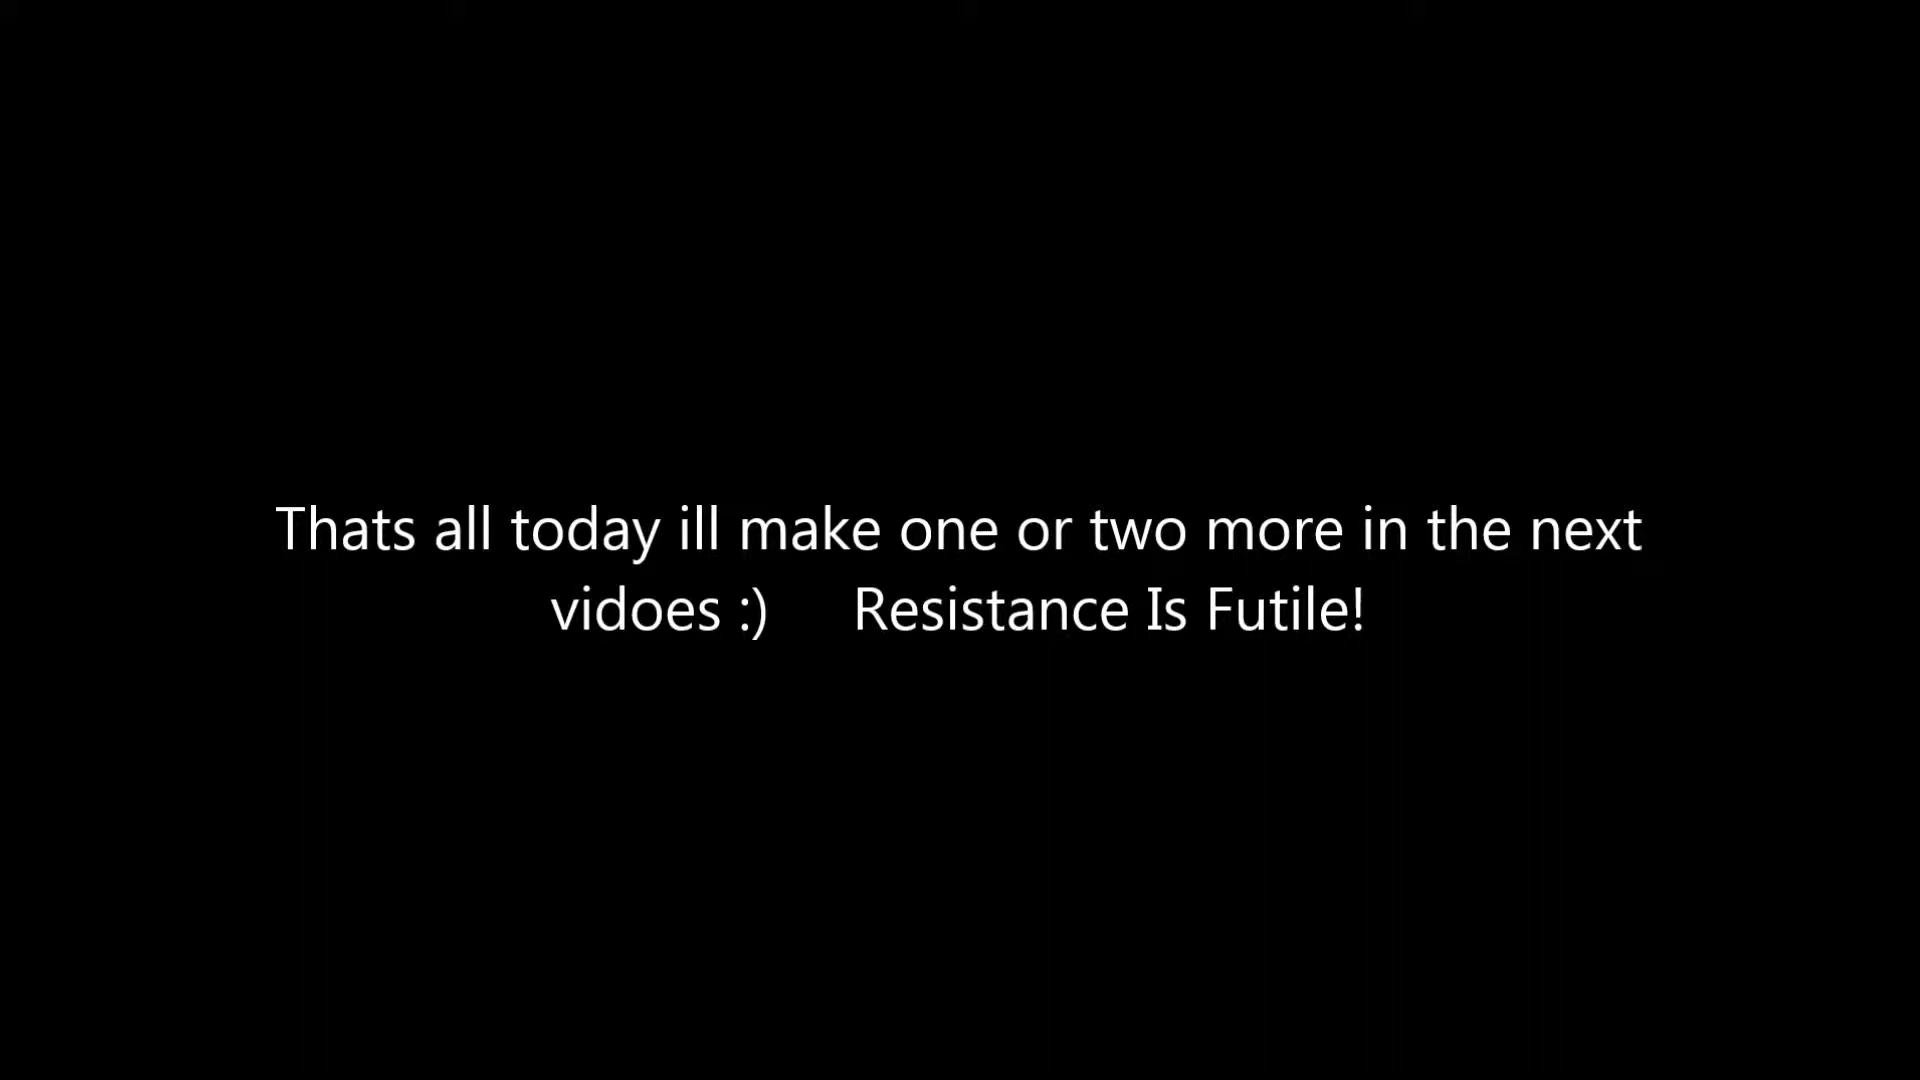 Thats all today ill make one or two more in the next
vidoes :)     Resistance Is Futile!